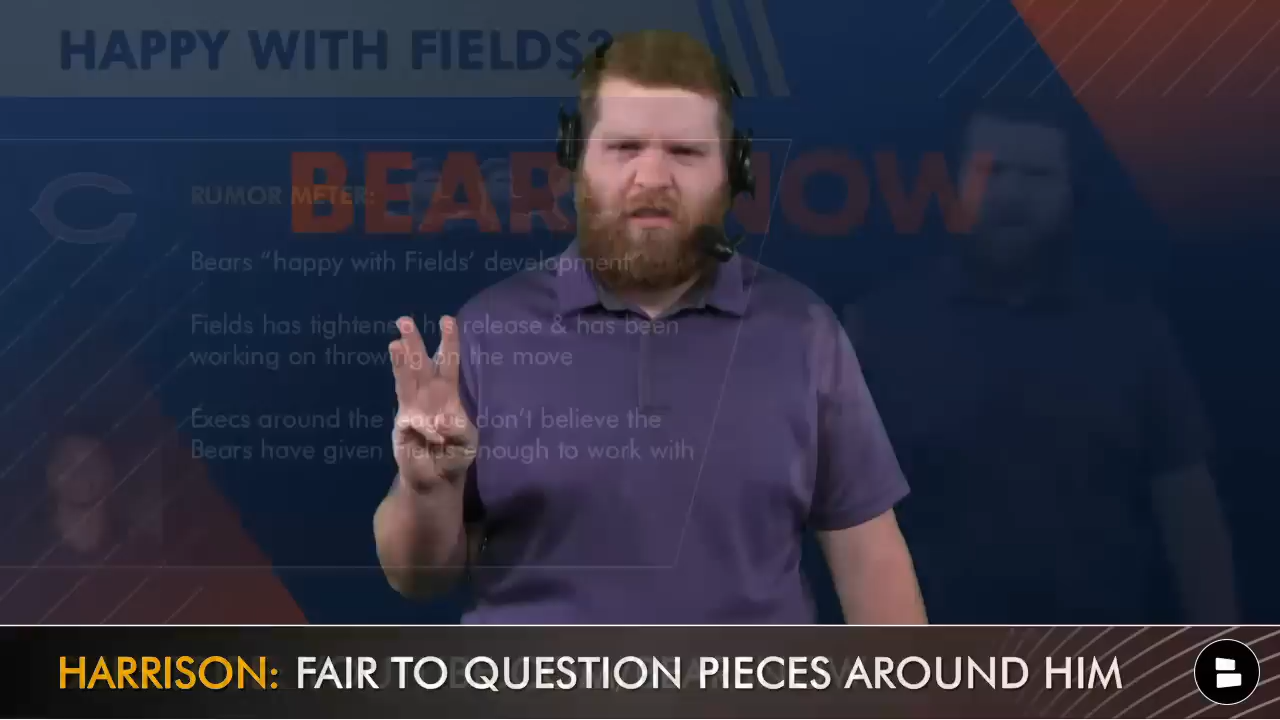 HAPPY WITH FIELDS?
BEARS NOW
RUMOR METER:
Bears “happy with Fields’ development
Fields has tightened his release & has been
working on throwing on the move
Execs around the league don’t believe the
Bears have given Fields enough to work with
HARRISON: FAIR TO QUESTION PIECES AROUND HIM